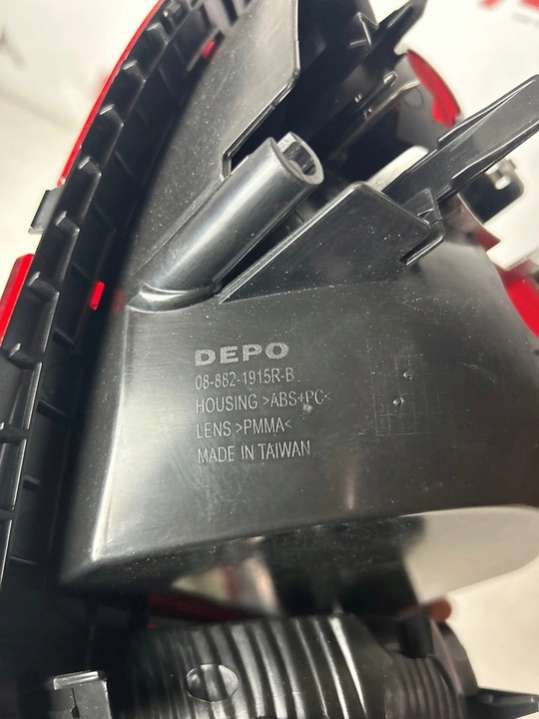 DEPO
08-882-1915R-B
HOUSING >ABS+PC<
LENS >PMMA<
MADE IN TAIWAN